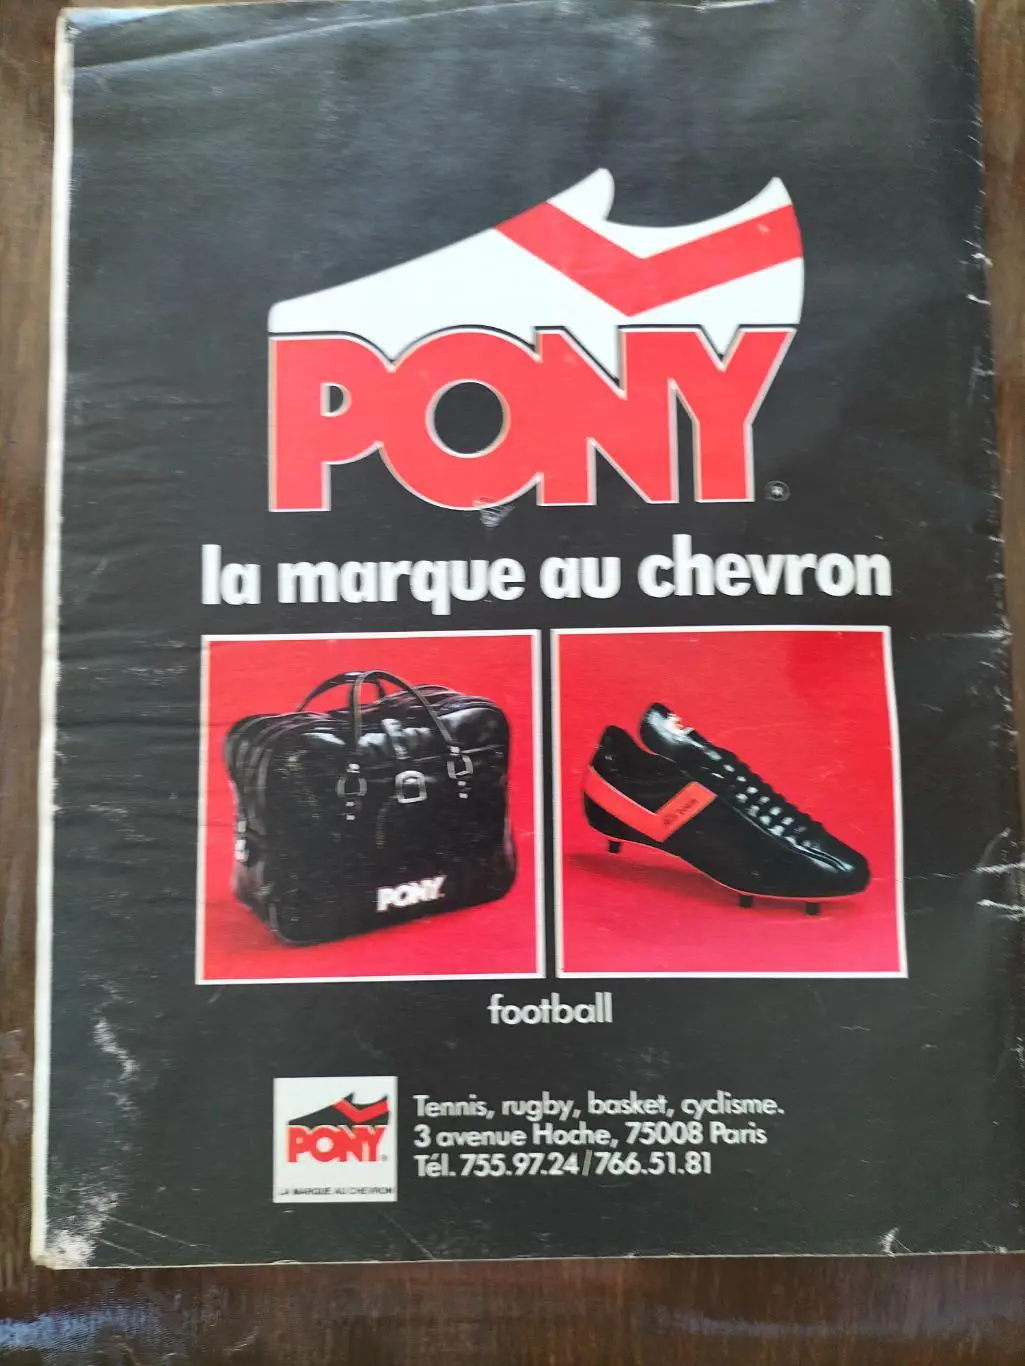 PONY®
la marque au chevron
PONY
football
Tennis, rugby, basket, cyclisme.
3 avenue Hoche, 75008 Paris
Tél. 755.97.24/766.51.81
PONY®
LA MARQUE AU CHEVRON